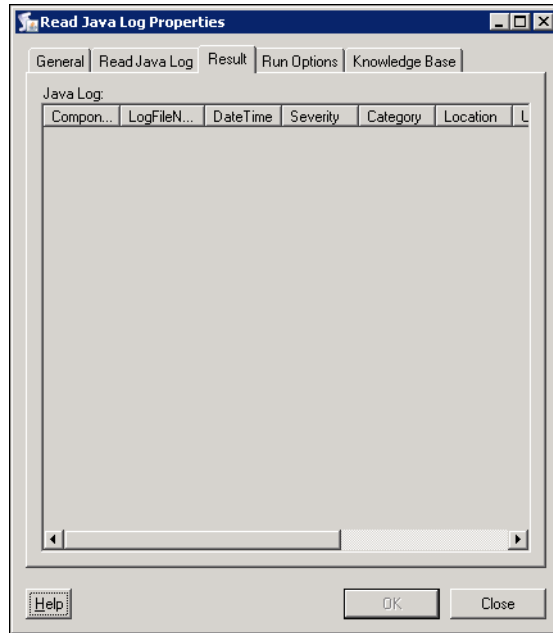 Read Java Log Properties
General Read Java Log Result Run Options Knowledge Base
Java Log:
Compon... LogFileN... DateTime Severity Category Location
Help OK Close